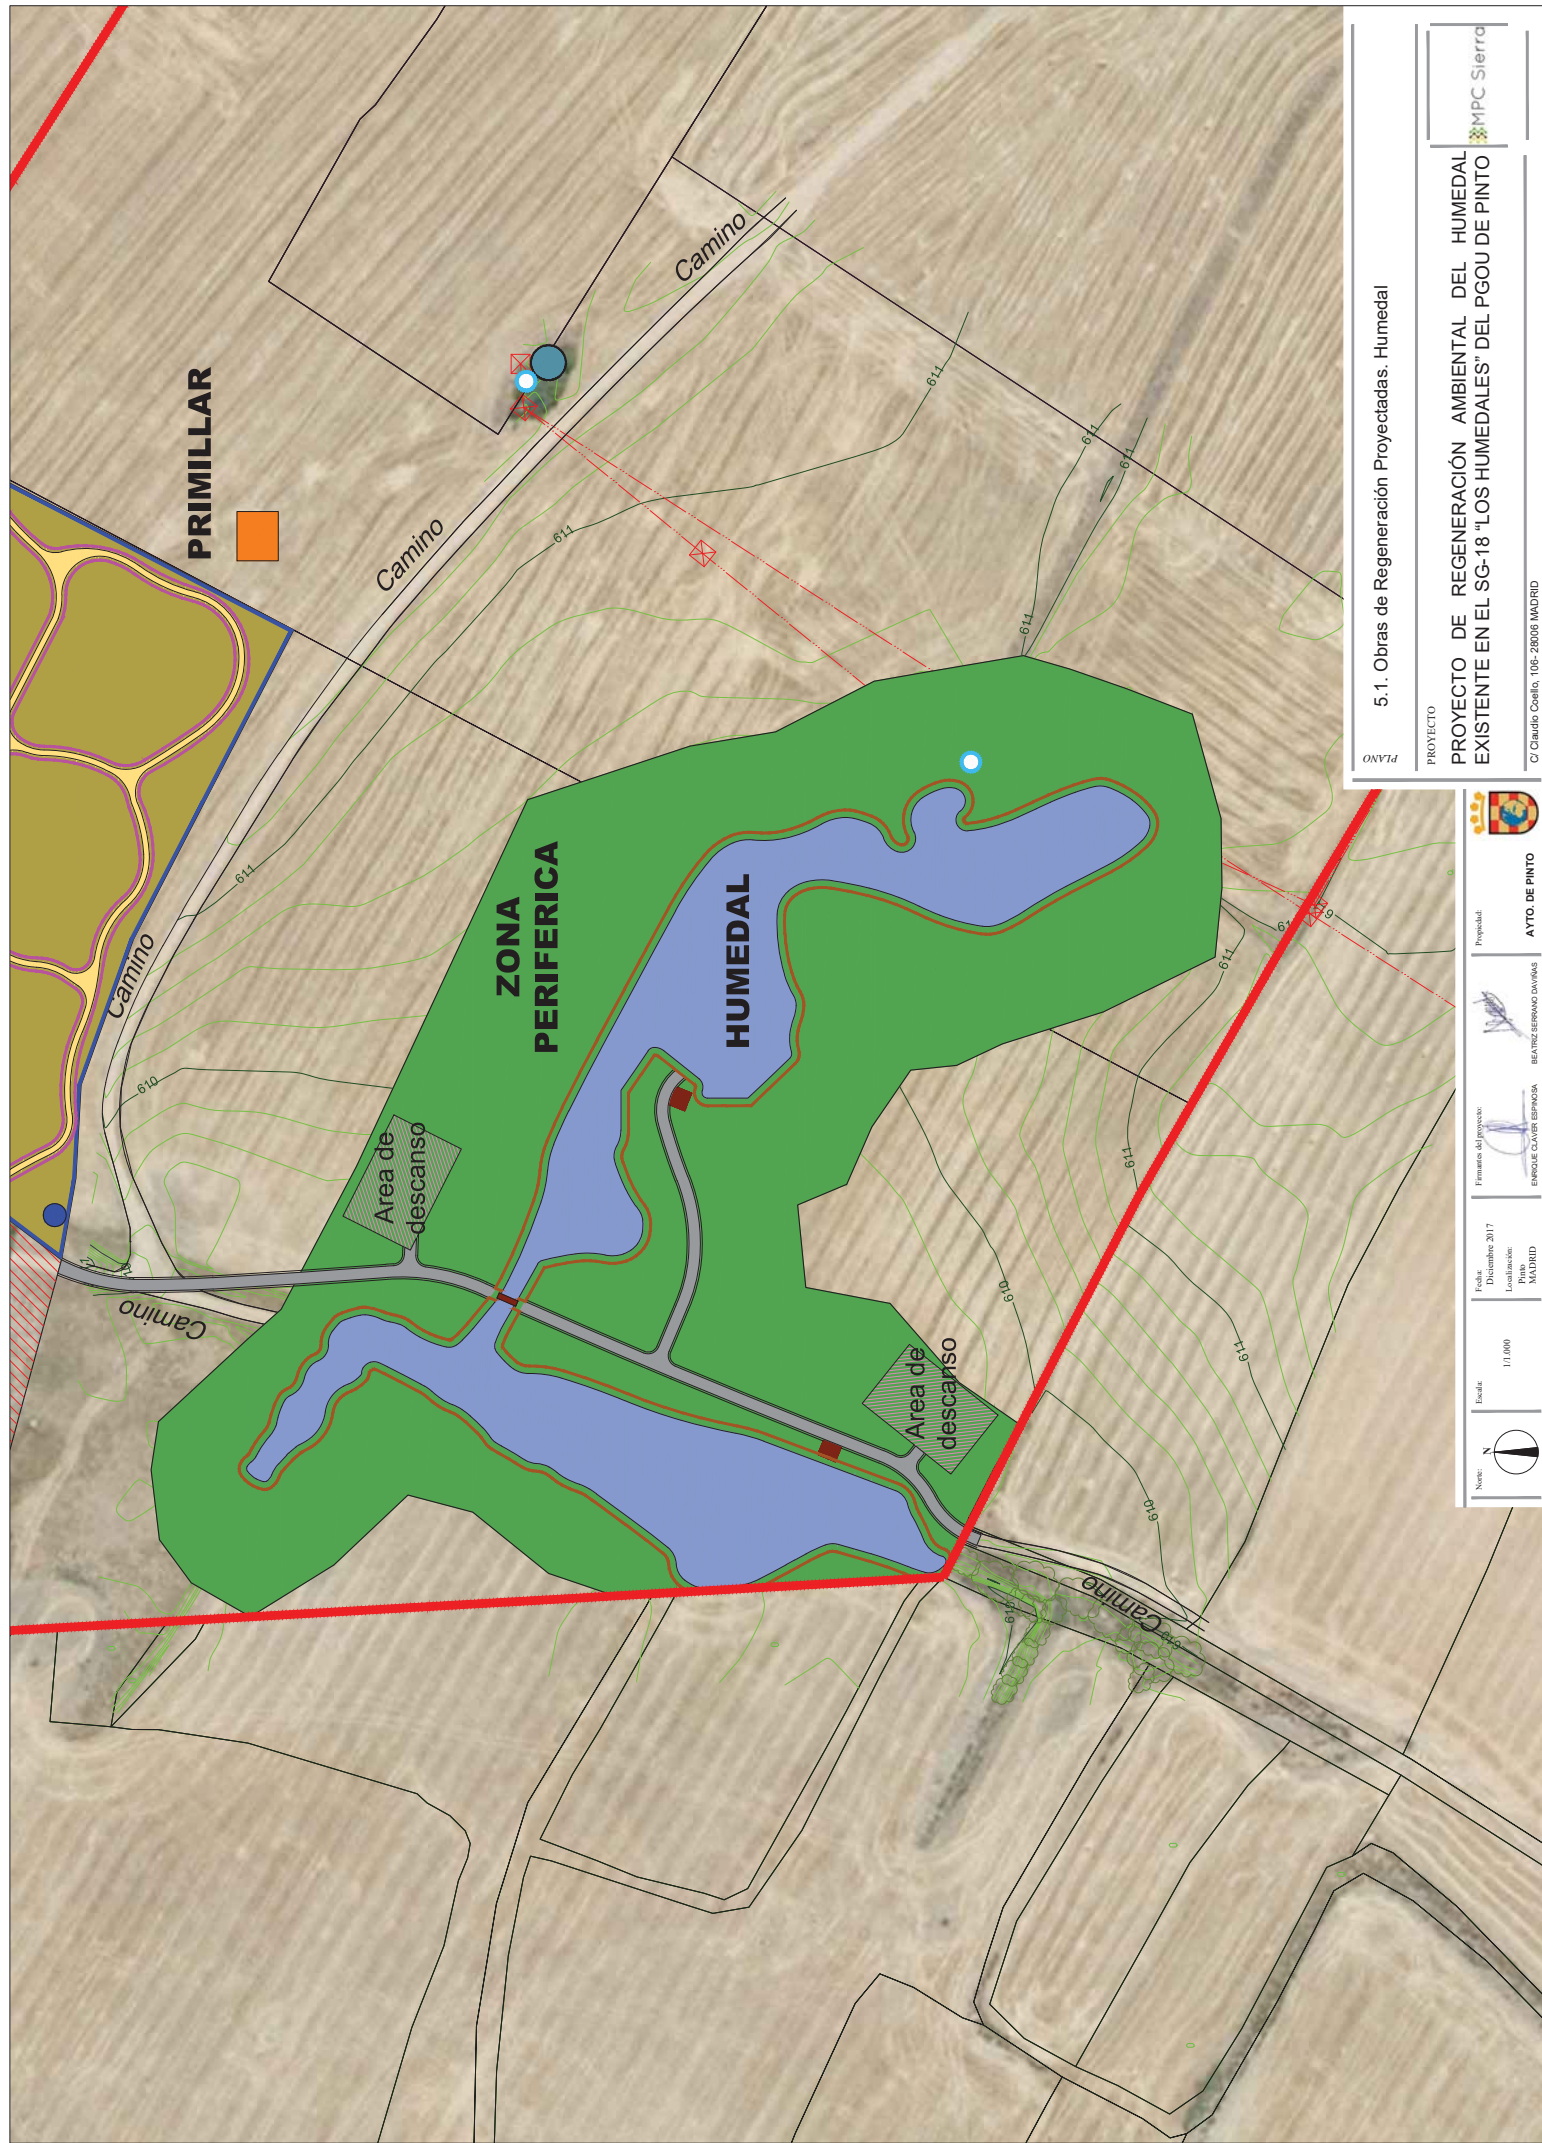 PRIMILLAR
Camino
Camino
Camino
Camino
Camino
ZONA
PERIFERICA
HUMEDAL
Area de
descanso
Area de
descanso
611
611
611
611
611
611
611
611
611
610
610
610
610
PLANO
5.1. Obras de Regeneración Proyectadas. Humedal
PROYECTO
PROYECTO DE REGENERACIÓN AMBIENTAL DEL HUMEDAL
EXISTENTE EN EL SG-18 "LOS HUMEDALES" DEL PGOU DE PINTO
MPC Sierra
C/ Claudio Coello, 106- 28006 MADRID
Norte:
N
Escala:
1/1.000
Fecha:
Diciembre 2017
Localización:
Pinto
MADRID
Firmantes del proyecto:
ENRIQUE CLAVER ESPINOSA
BEATRIZ SERRANO DAVIÑAS
Propiedad:
AYTO. DE PINTO